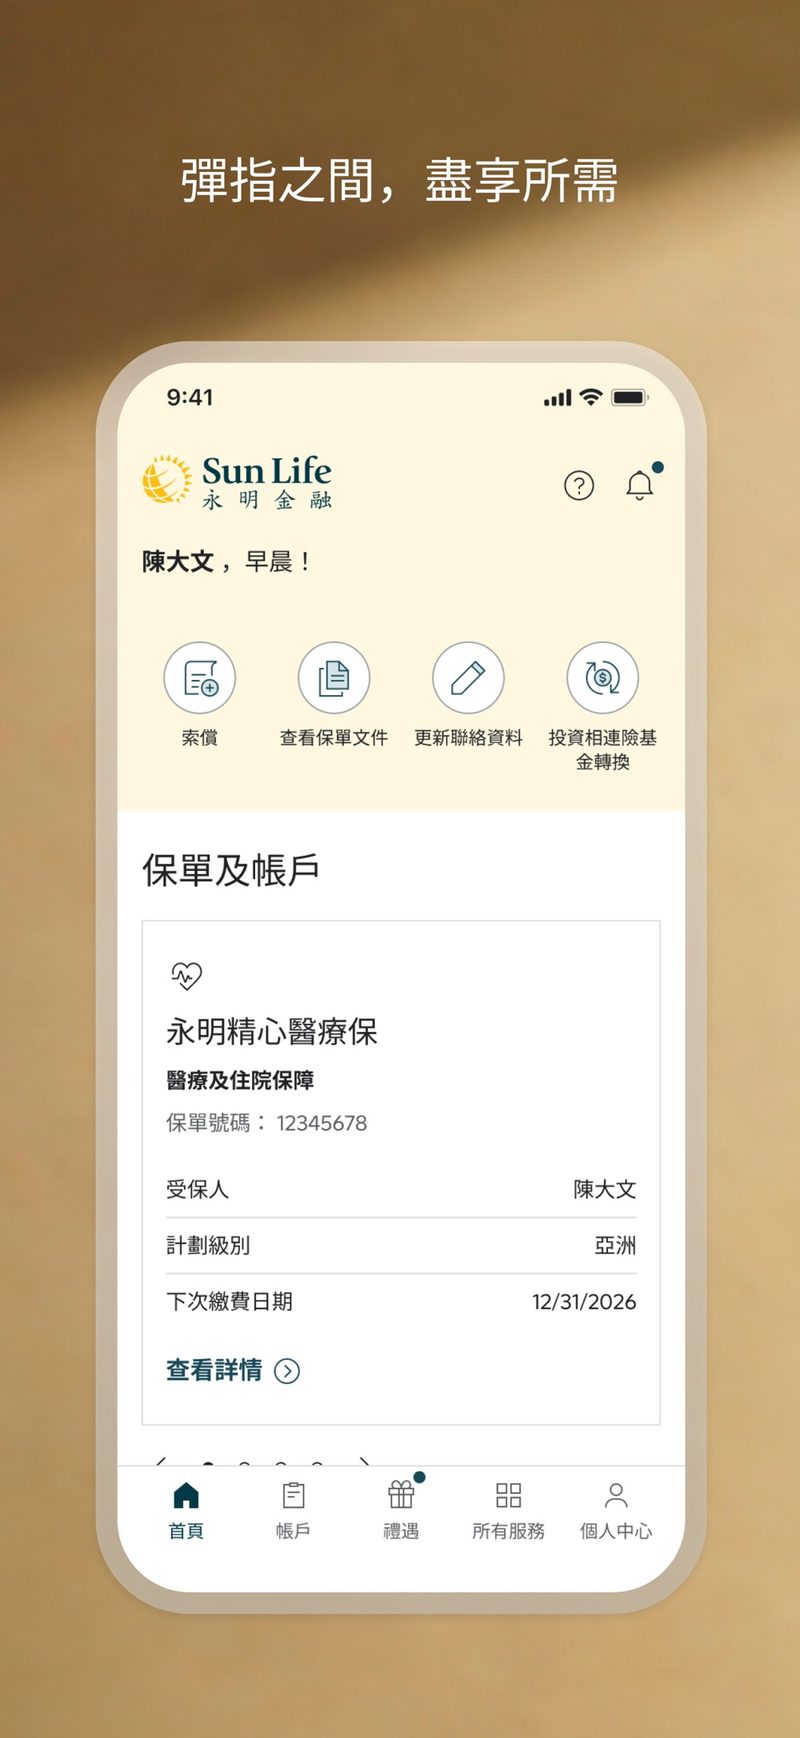 彈指之間，盡享所需
9:41
Sun Life
永明金融
陳大文，早晨！
索償
查看保單文件
更新聯絡資料
投資相連險基
金轉換
保單及帳戶
永明精心醫療保
醫療及住院保障
保單號碼： 12345678
受保人 陳大文
計劃級別 亞洲
下次繳費日期 12/31/2026
查看詳情
首頁
帳戶
禮遇
所有服務
個人中心